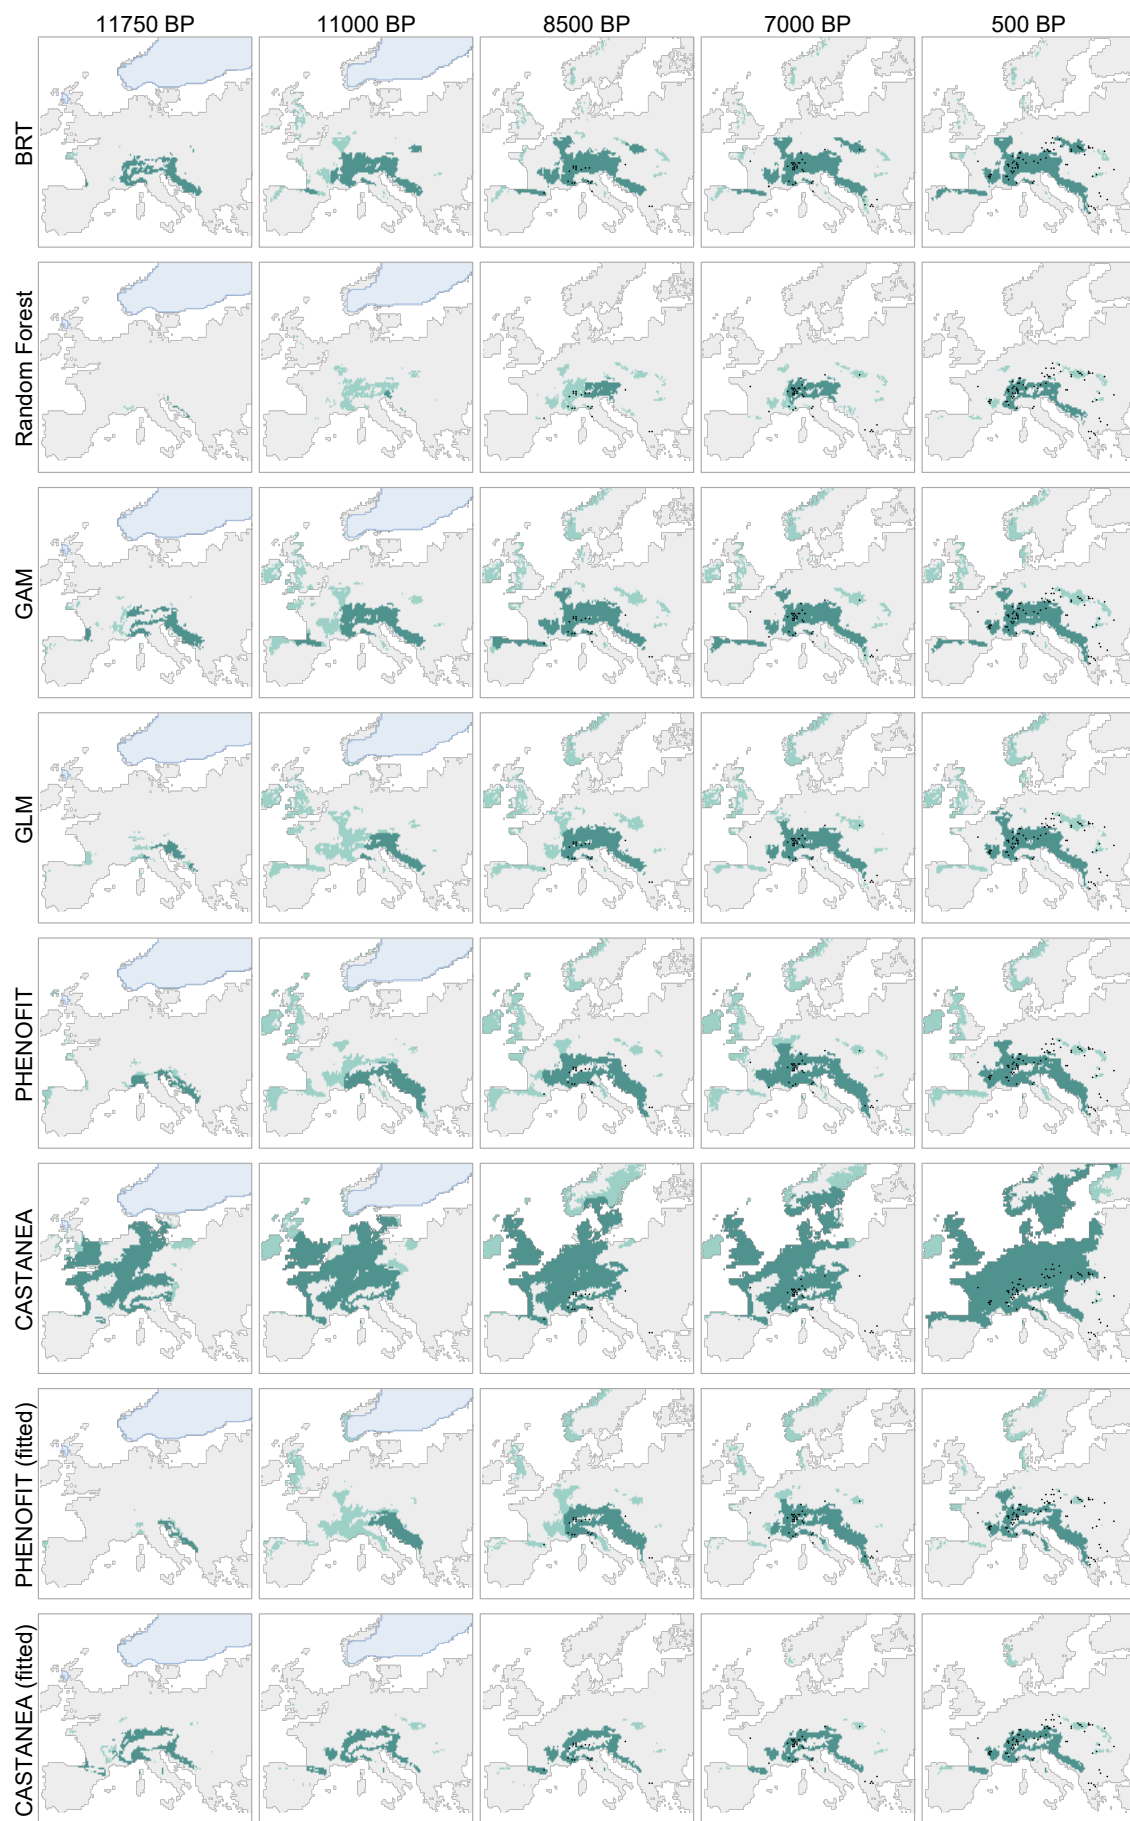 11750 BP
11000 BP
8500 BP
7000 BP
500 BP
BRT
Random Forest
GAM
GLM
PHENOFIT
CASTANEA
PHENOFIT (fitted)
CASTANEA (fitted)